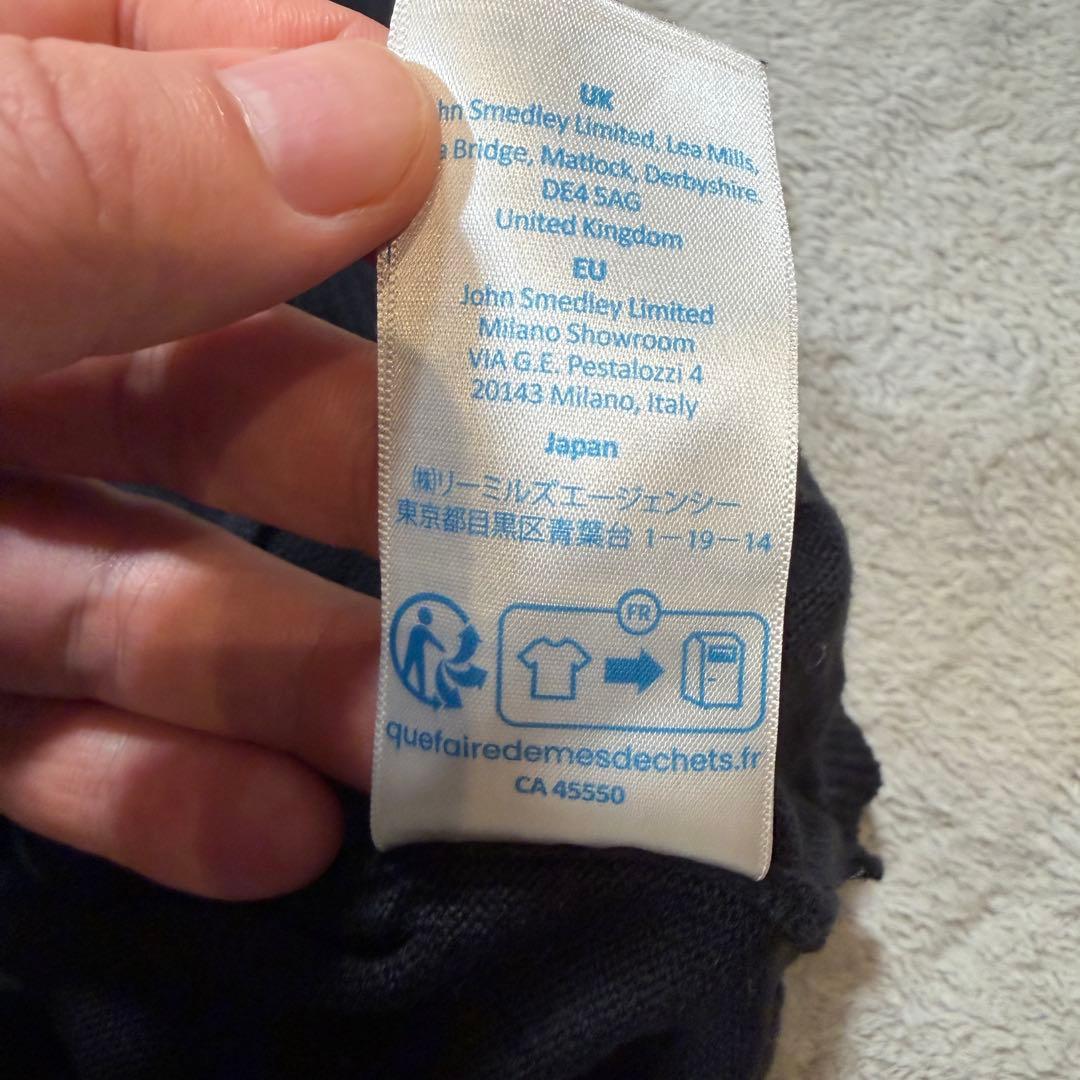 UK
hn Smedley Limited, Lea Mills,
a Bridge, Matlock, Derbyshire.
DE4 5AG
United Kingdom
EU
John Smedley Limited
Milano Showroom
VIA G.E. Pestalozzi 4
20143 Milano, Italy
Japan
㈱リーミルズエージェンシー
東京都目黒区青葉台 1-19-14
FR
quefairedemesdechets.fr
CA 45550